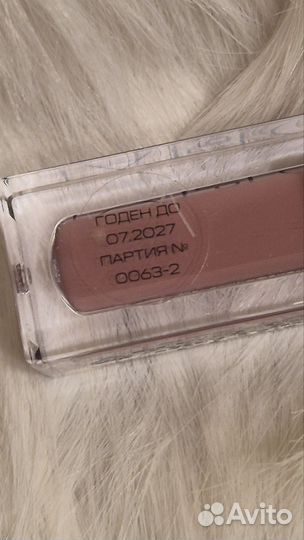 ГОДЕН ДО
07.2027
ПАРТИЯ №
0063-2
Avito